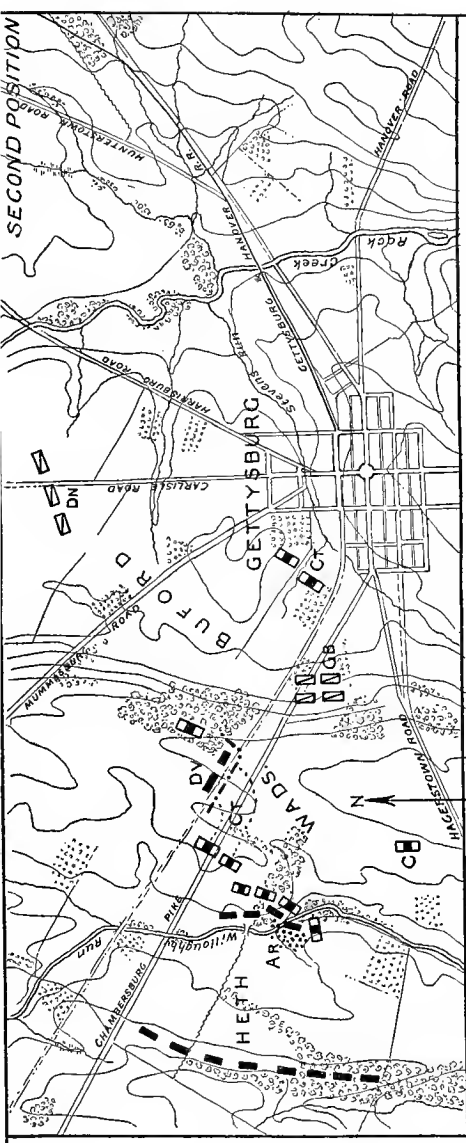 SECOND POSITION
HUNTERSTOWN ROAD
HANOVER ROAD
GETTYSBURG & HANOVER R.R.
Rock Creek
Stevens Run
HARRISBURG ROAD
CARLISLE ROAD
DN
GETTYSBURG
CT
BUFORD
MUMMASBURG ROAD
GB
DV
CT
WADS
N
HAGERSTOWN ROAD
C
CHAMBERSBURG PIKE
Willoughby Run
HETH
AR